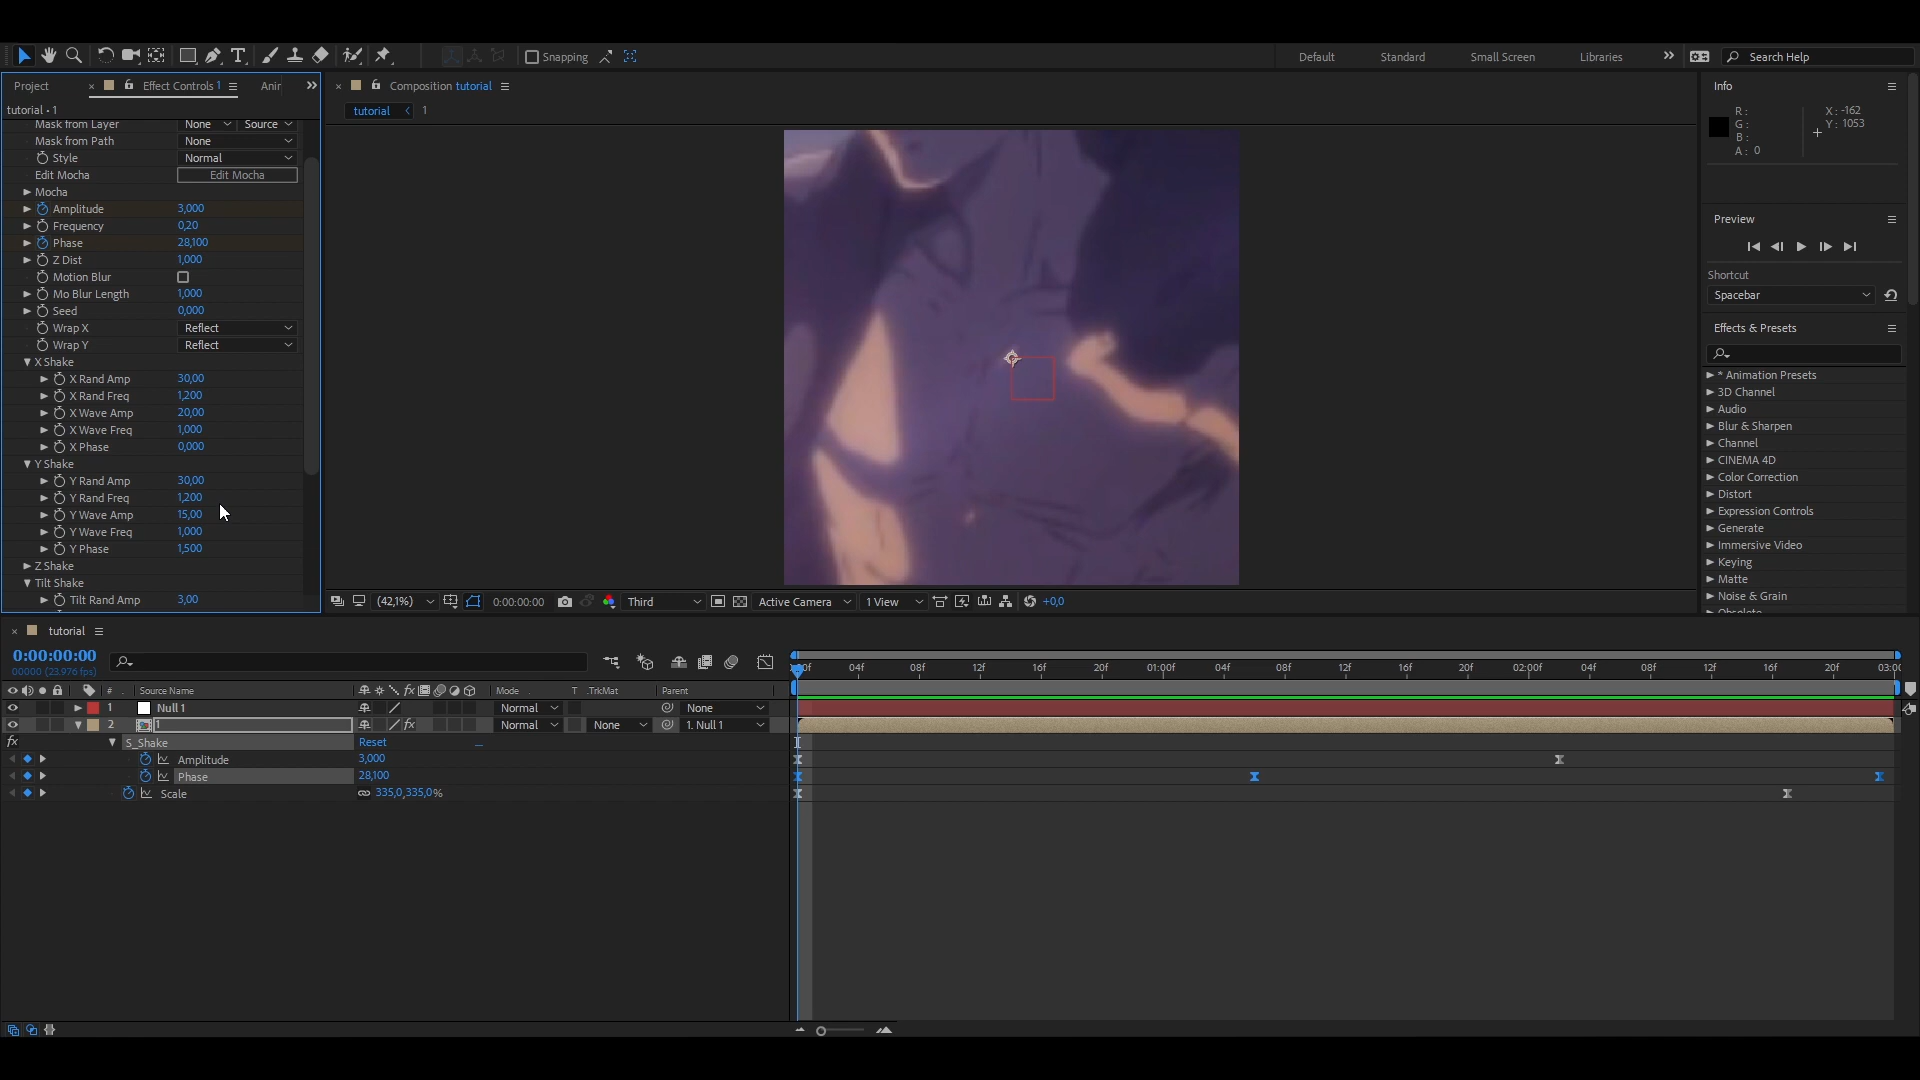 Snapping
Default
Standard
Small Screen
Libraries
Search Help
Project
Effect Controls 1
Composition tutorial
Info
tutorial • 1
tutorial
1
R :
G :
B :
A : 0
X : -162
Y : 1053
Mask from Layer None Source
Mask from Path None
Style Normal
Edit Mocha Edit Mocha
Mocha
Amplitude 3,000
Frequency 0,20
Phase 28,100
Z Dist 1,000
Motion Blur
Mo Blur Length 1,000
Seed 0,000
Wrap X Reflect
Wrap Y Reflect
X Shake
X Rand Amp 30,00
X Rand Freq 1,200
X Wave Amp 20,00
X Wave Freq 1,000
X Phase 0,000
Y Shake
Y Rand Amp 30,00
Y Rand Freq 1,200
Y Wave Amp 15,00
Y Wave Freq 1,000
Y Phase 1,500
Z Shake
Tilt Shake
Tilt Rand Amp 3,00
Preview
Shortcut
Spacebar
Effects & Presets
* Animation Presets
3D Channel
Audio
Blur & Sharpen
Channel
CINEMA 4D
Color Correction
Distort
Expression Controls
Generate
Immersive Video
Keying
Matte
Noise & Grain
(42,1%) 0:00:00:00 Third Active Camera 1 View +0,0
tutorial
0:00:00:00
00000 (23.976 fps)
04f 08f 12f 16f 20f 01:00f 04f 08f 12f 16f 20f 02:00f 04f 08f 12f 16f 20f
# Source Name Mode T .TrkMat Parent
1 Null 1 Normal None
2 1 Normal None 1. Null 1
fx S_Shake Reset
Amplitude 3,000
Phase 28,100
Scale 335,0,335,0%